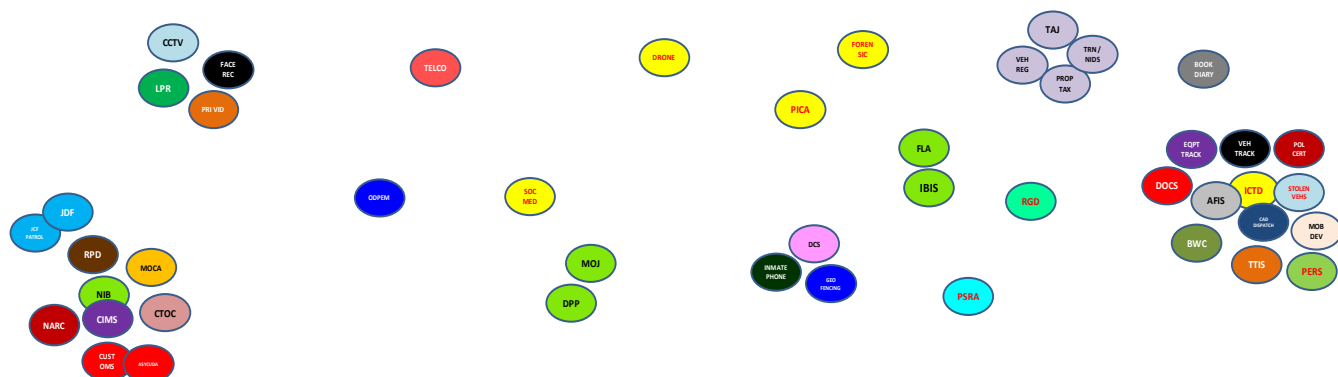 CCTV
FACE
REC
LPR
PRI VID
TELCO
DRONE
FOREN
SIC
PICA
TAJ
VEH
REG
TRN /
NIDS
PROP
TAX
BOOK
DIARY
FLA
IBIS
EQPT
TRACK
VEH
TRACK
POL
CERT
DOCS
AFIS
ICTD
STOLEN
VEHS
CAD
DISPATCH
MOB
DEV
BWC
TTIS
PERS
JDF
JCF
PATROL
RPD
MOCA
NIB
CIMS
CTOC
NARC
CUST
OMS
ASYCUDA
ODPEM
SOC
MED
MOJ
DPP
DCS
INMATE
PHONE
GEO
FENCING
RGD
PSRA